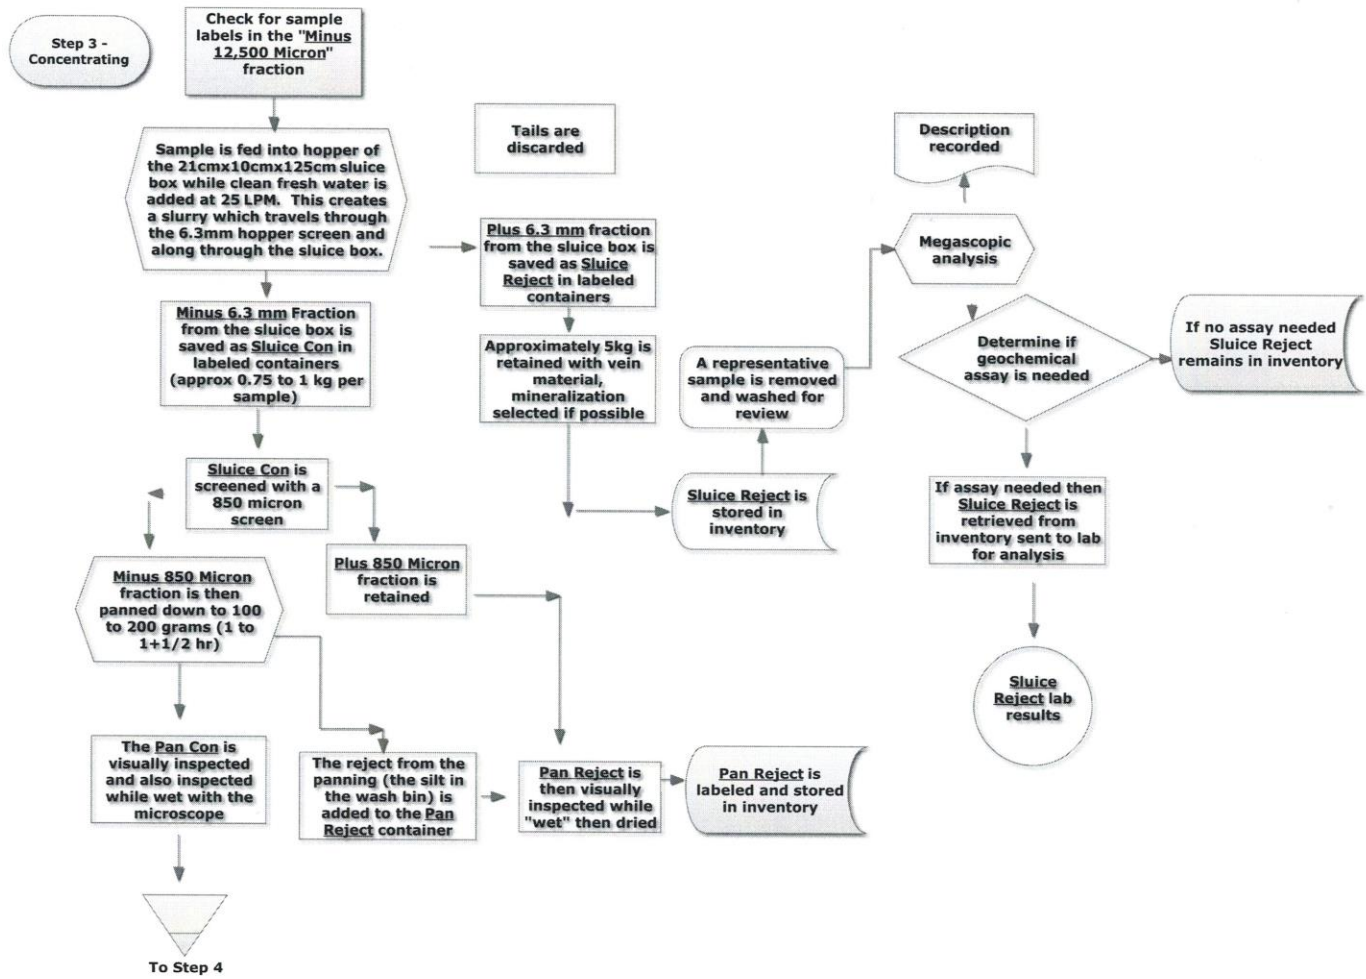 Step 3 -
Concentrating
Check for sample
labels in the "Minus
12,500 Micron"
fraction
Sample is fed into hopper of
the 21cmx10cmx125cm sluice
box while clean fresh water is
added at 25 LPM. This creates
a slurry which travels through
the 6.3mm hopper screen and
along through the sluice box.
Tails are
discarded
Description
recorded
Plus 6.3 mm fraction
from the sluice box is
saved as Sluice
Reject in labeled
containers
Megascopic
analysis
Minus 6.3 mm Fraction
from the sluice box is
saved as Sluice Con in
labeled containers
(approx 0.75 to 1 kg per
sample)
Approximately 5kg is
retained with vein
material,
mineralization
selected if possible
A representative
sample is removed
and washed for
review
Determine if
geochemical
assay is needed
If no assay needed
Sluice Reject
remains in inventory
Sluice Con is
screened with a
850 micron
screen
Sluice Reject is
stored in
inventory
If assay needed then
Sluice Reject is
retrieved from
inventory sent to lab
for analysis
Plus 850 Micron
fraction is
retained
Minus 850 Micron
fraction is then
panned down to 100
to 200 grams (1 to
1+1/2 hr)
Sluice
Reject lab
results
The Pan Con is
visually inspected
and also inspected
while wet with the
microscope
The reject from the
panning (the silt in
the wash bin) is
added to the Pan
Reject container
Pan Reject is
then visually
inspected while
"wet" then dried
Pan Reject is
labeled and stored
in inventory
To Step 4